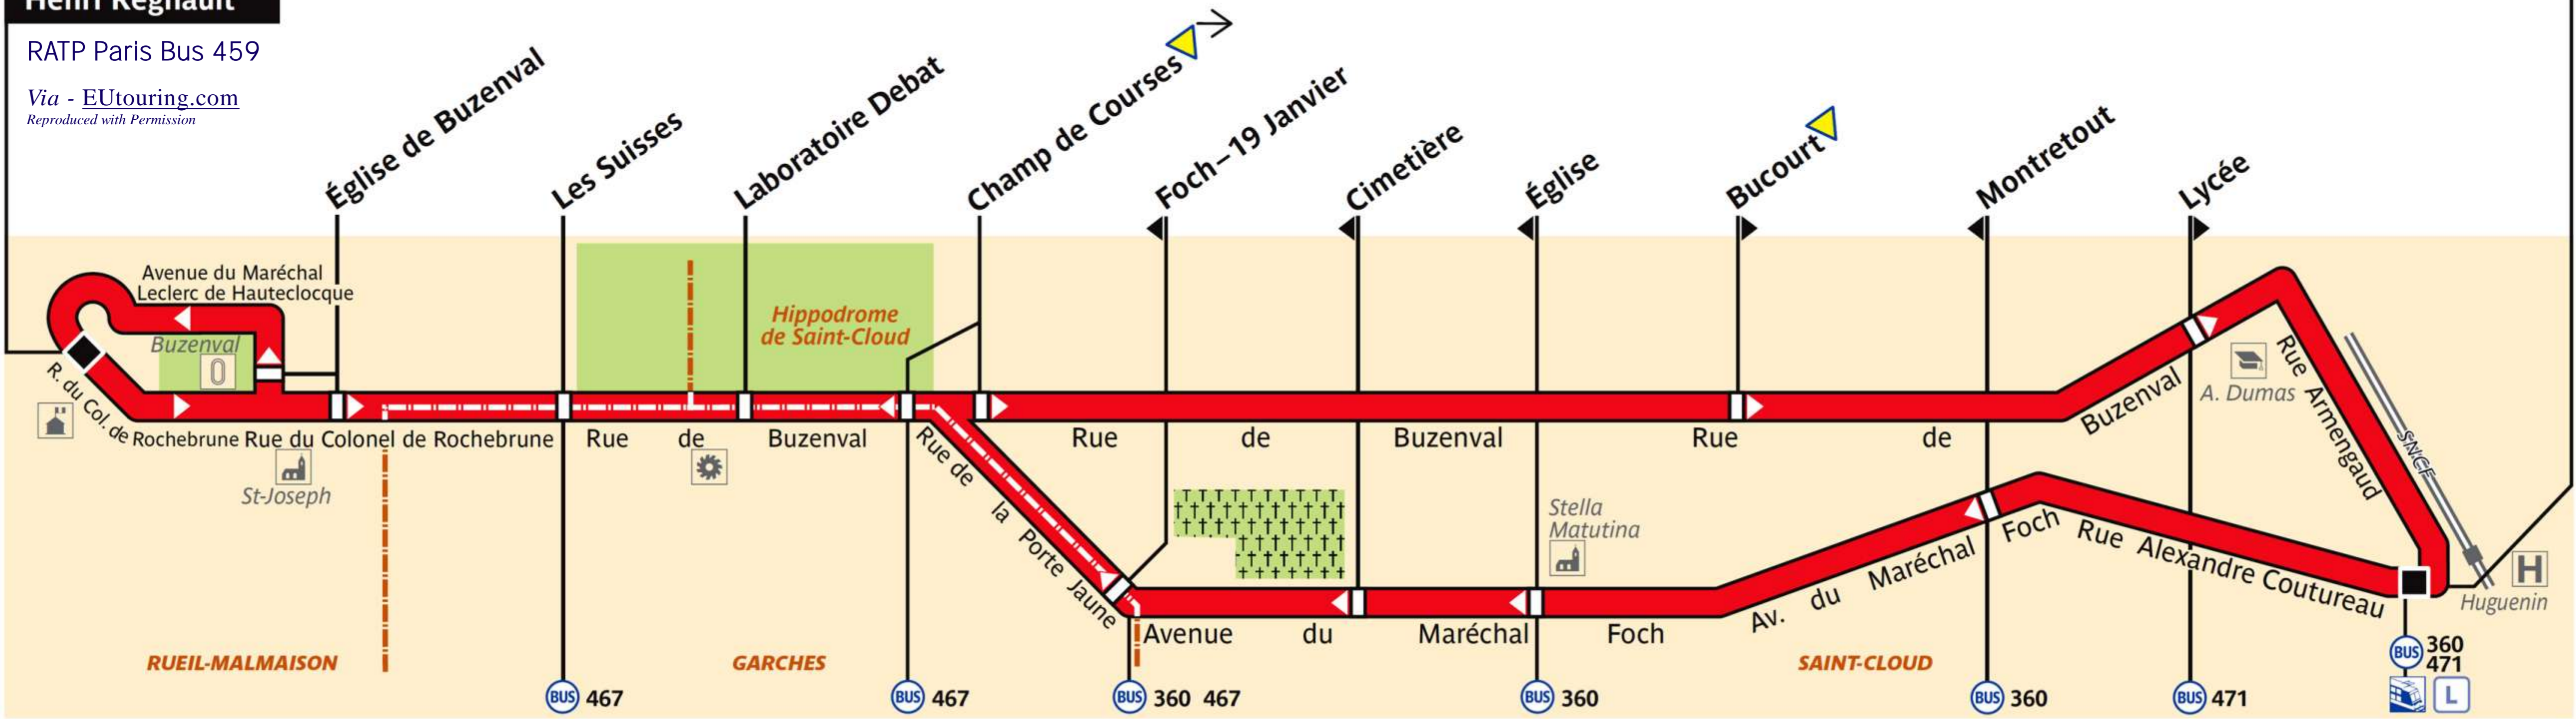 Henri Regnault
RATP Paris Bus 459
Via - EUtouring.com
Reproduced with Permission
Église de Buzenval
Les Suisses
Laboratoire Debat
Champ de Courses
Foch–19 Janvier
Cimetière
Église
Bucourt
Montretout
Lycée
Avenue du Maréchal
Leclerc de Hauteclocque
Buzenval
R. du Col. de Rochebrune
Rue du Colonel de Rochebrune
St-Joseph
Hippodrome
de Saint-Cloud
Rue de Buzenval
Rue de la Porte Jaune
Rue de Buzenval
Rue de Buzenval
A. Dumas
Rue Armengaud
SNCF
Stella
Matutina
Avenue du Maréchal Foch
Av. du Maréchal Foch
Rue Alexandre Coutureau
H
Huguenin
RUEIL-MALMAISON
GARCHES
SAINT-CLOUD
BUS 467
BUS 467
BUS 360 467
BUS 360
BUS 360
BUS 471
BUS 360
471
L